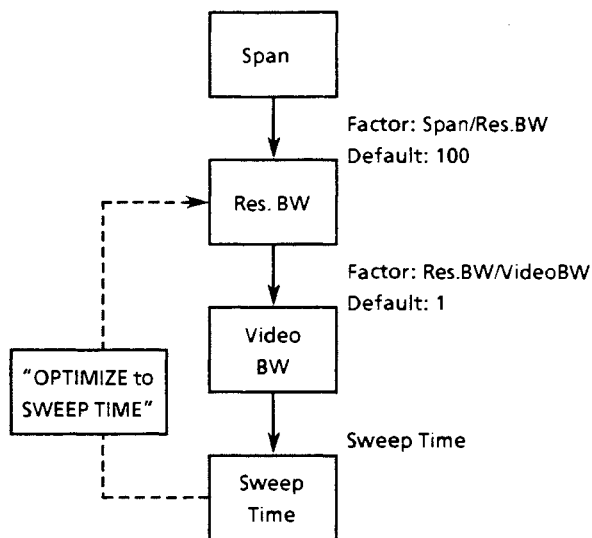 Span
Factor: Span/Res.BW
Default: 100
Res. BW
Factor: Res.BW/VideoBW
Default: 1
Video
BW
"OPTIMIZE to
SWEEP TIME"
Sweep Time
Sweep
Time